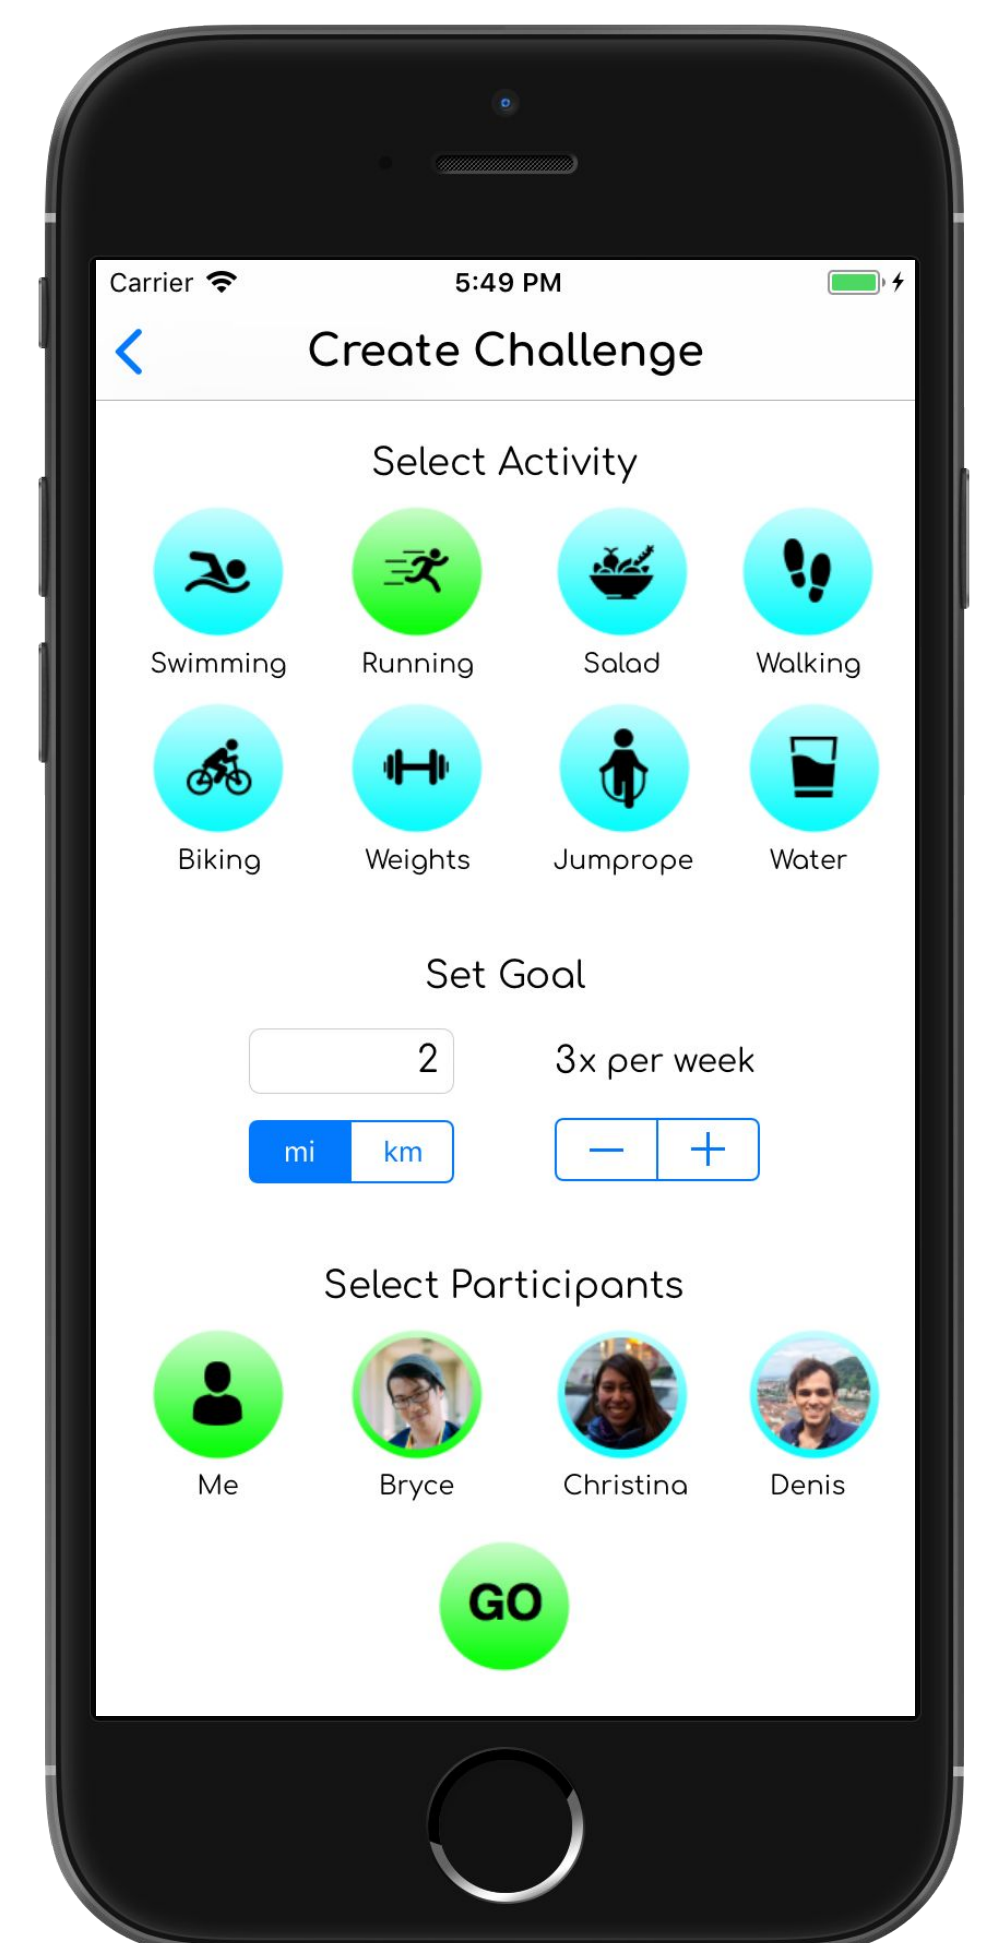 Carrier 5:49 PM
Create Challenge
Select Activity
Swimming Running Salad Walking
Biking Weights Jumprope Water
Set Goal
2 3x per week
mi km
Select Participants
Me Bryce Christina Denis
GO